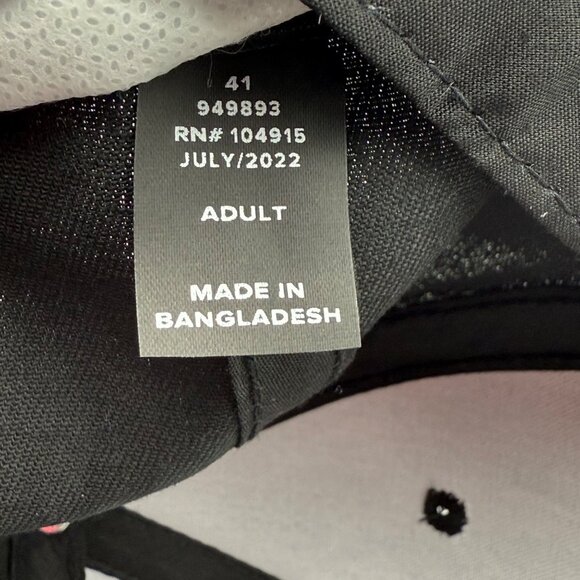 41
949893
RN# 104915
JULY/2022
ADULT
MADE IN
BANGLADESH